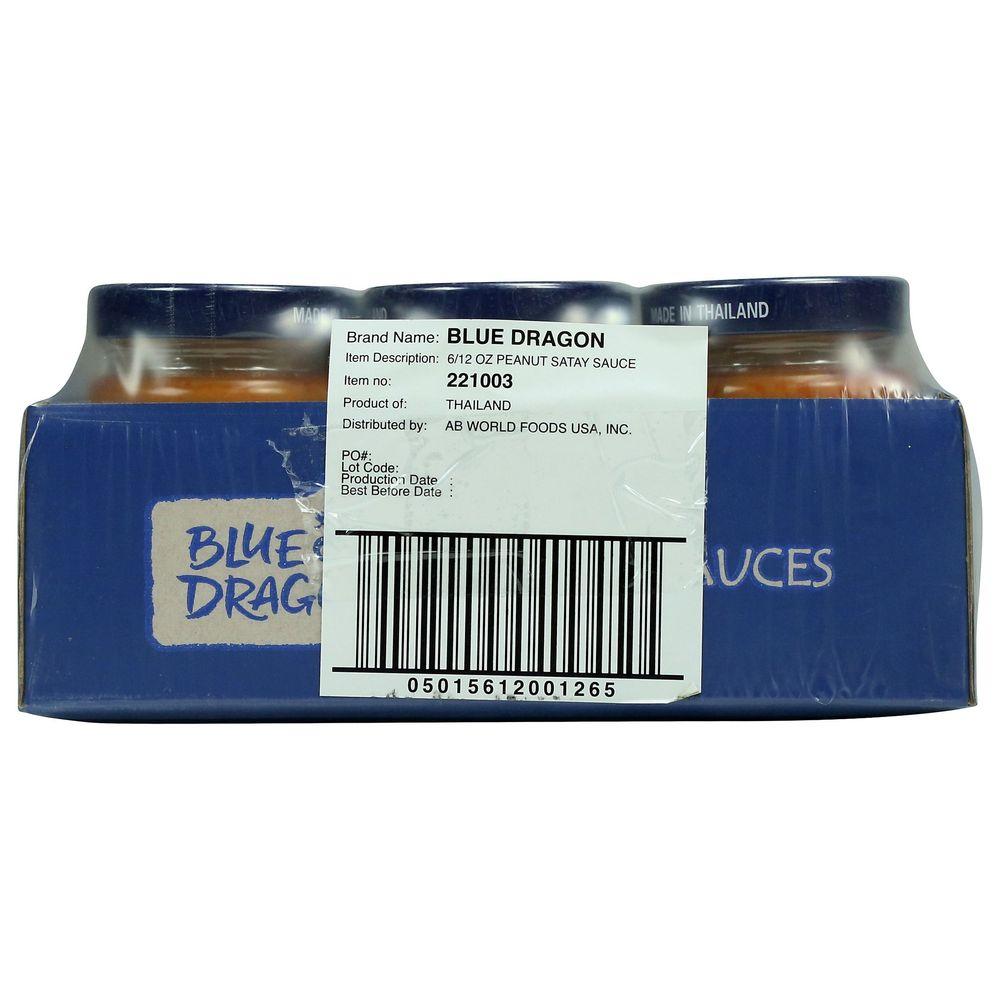 MADE IN THAILAND
Brand Name: BLUE DRAGON
Item Description: 6/12 OZ PEANUT SATAY SAUCE
Item no: 221003
Product of: THAILAND
Distributed by: AB WORLD FOODS USA, INC.
PO#:
Lot Code:
Production Date :
Best Before Date :
BLUE
DRAG
AUCES
05015612001265